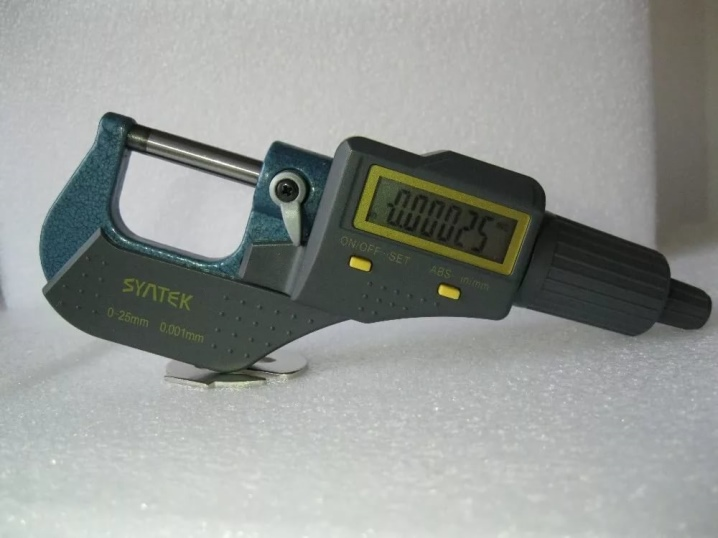 -0.00025
ON/OFF SET
ABS in/mm
SYNTEK
0-25mm 0.001mm